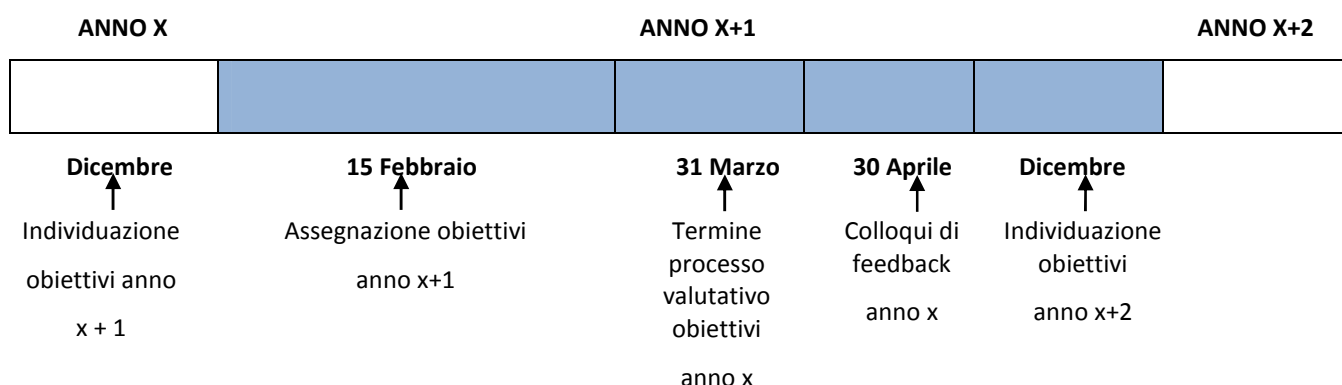 ANNO X ANNO X+1 ANNO X+2
Dicembre 15 Febbraio 31 Marzo 30 Aprile Dicembre
Individuazione
obiettivi anno
x + 1
Assegnazione obiettivi
anno x+1
Termine
processo
valutativo
obiettivi
anno x
Colloqui di
feedback
anno x
Individuazione
obiettivi
anno x+2